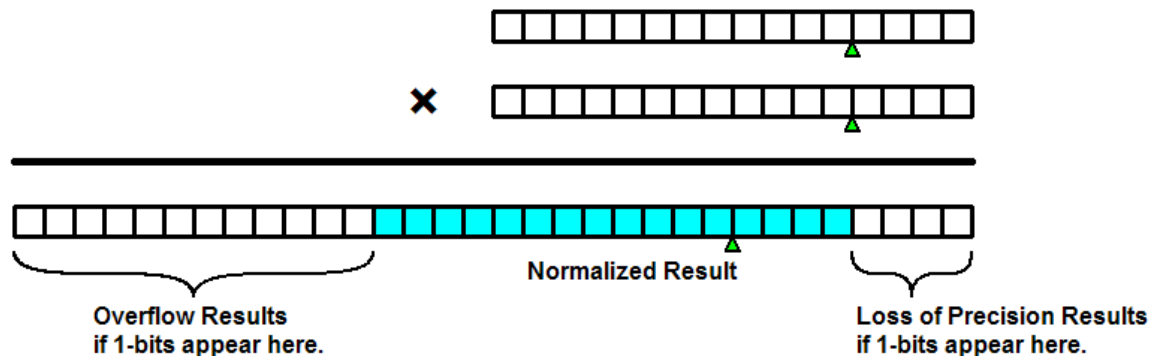 ×
Normalized Result
Overflow Results
if 1-bits appear here.
Loss of Precision Results
if 1-bits appear here.